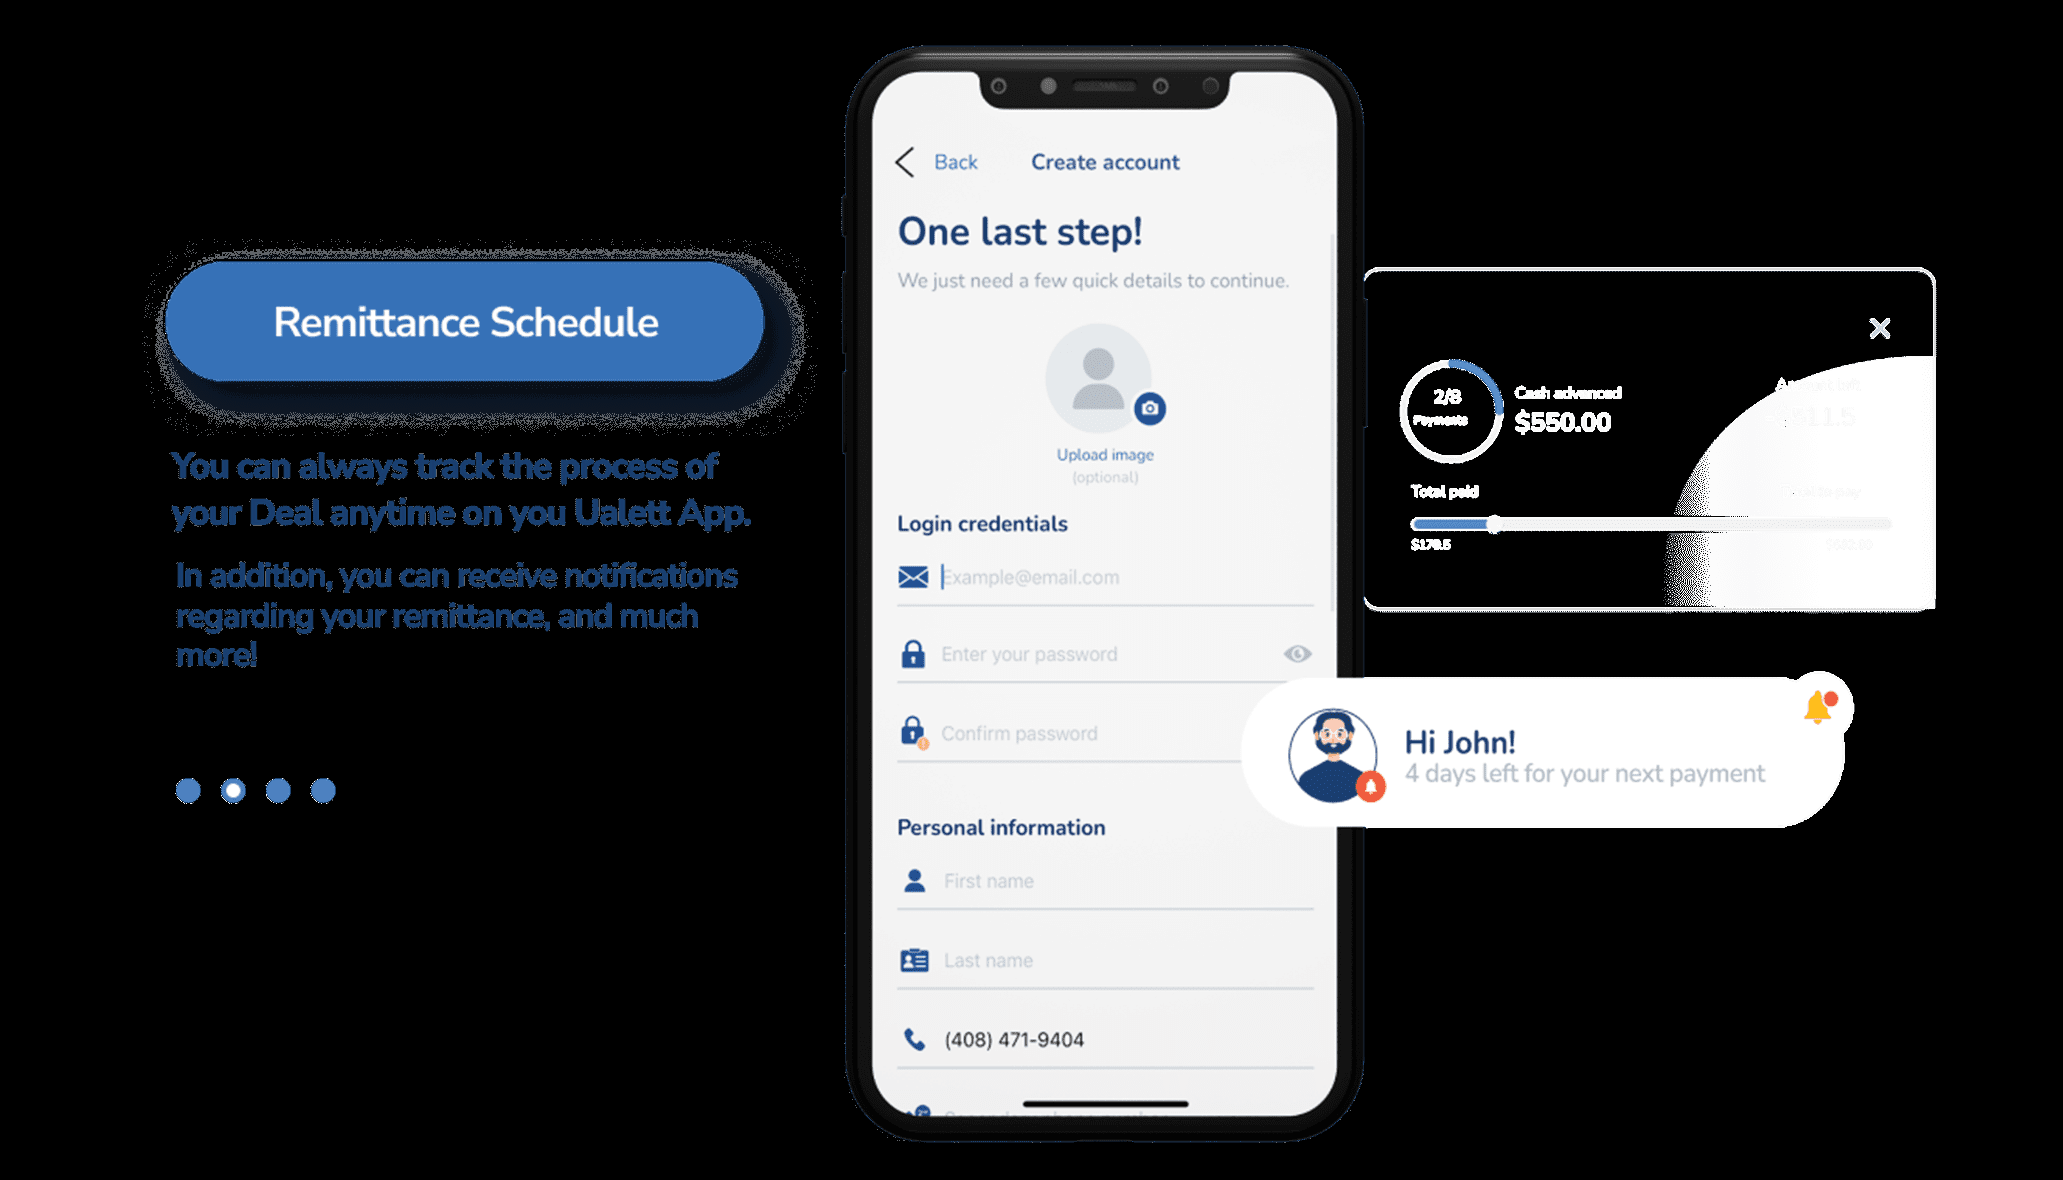 Remittance Schedule
You can always track the process of
your Deal anytime on you Ualett App.
In addition, you can receive notifications
regarding your remittance, and much
more!
Back
Create account
One last step!
We just need a few quick details to continue.
Upload image
(optional)
Login credentials
Example@email.com
Enter your password
Confirm password
Personal information
First name
Last name
(408) 471-9404
2/8
Payments
Cash advanced
$550.00
Total paid
$178.5
Hi John!
4 days left for your next payment